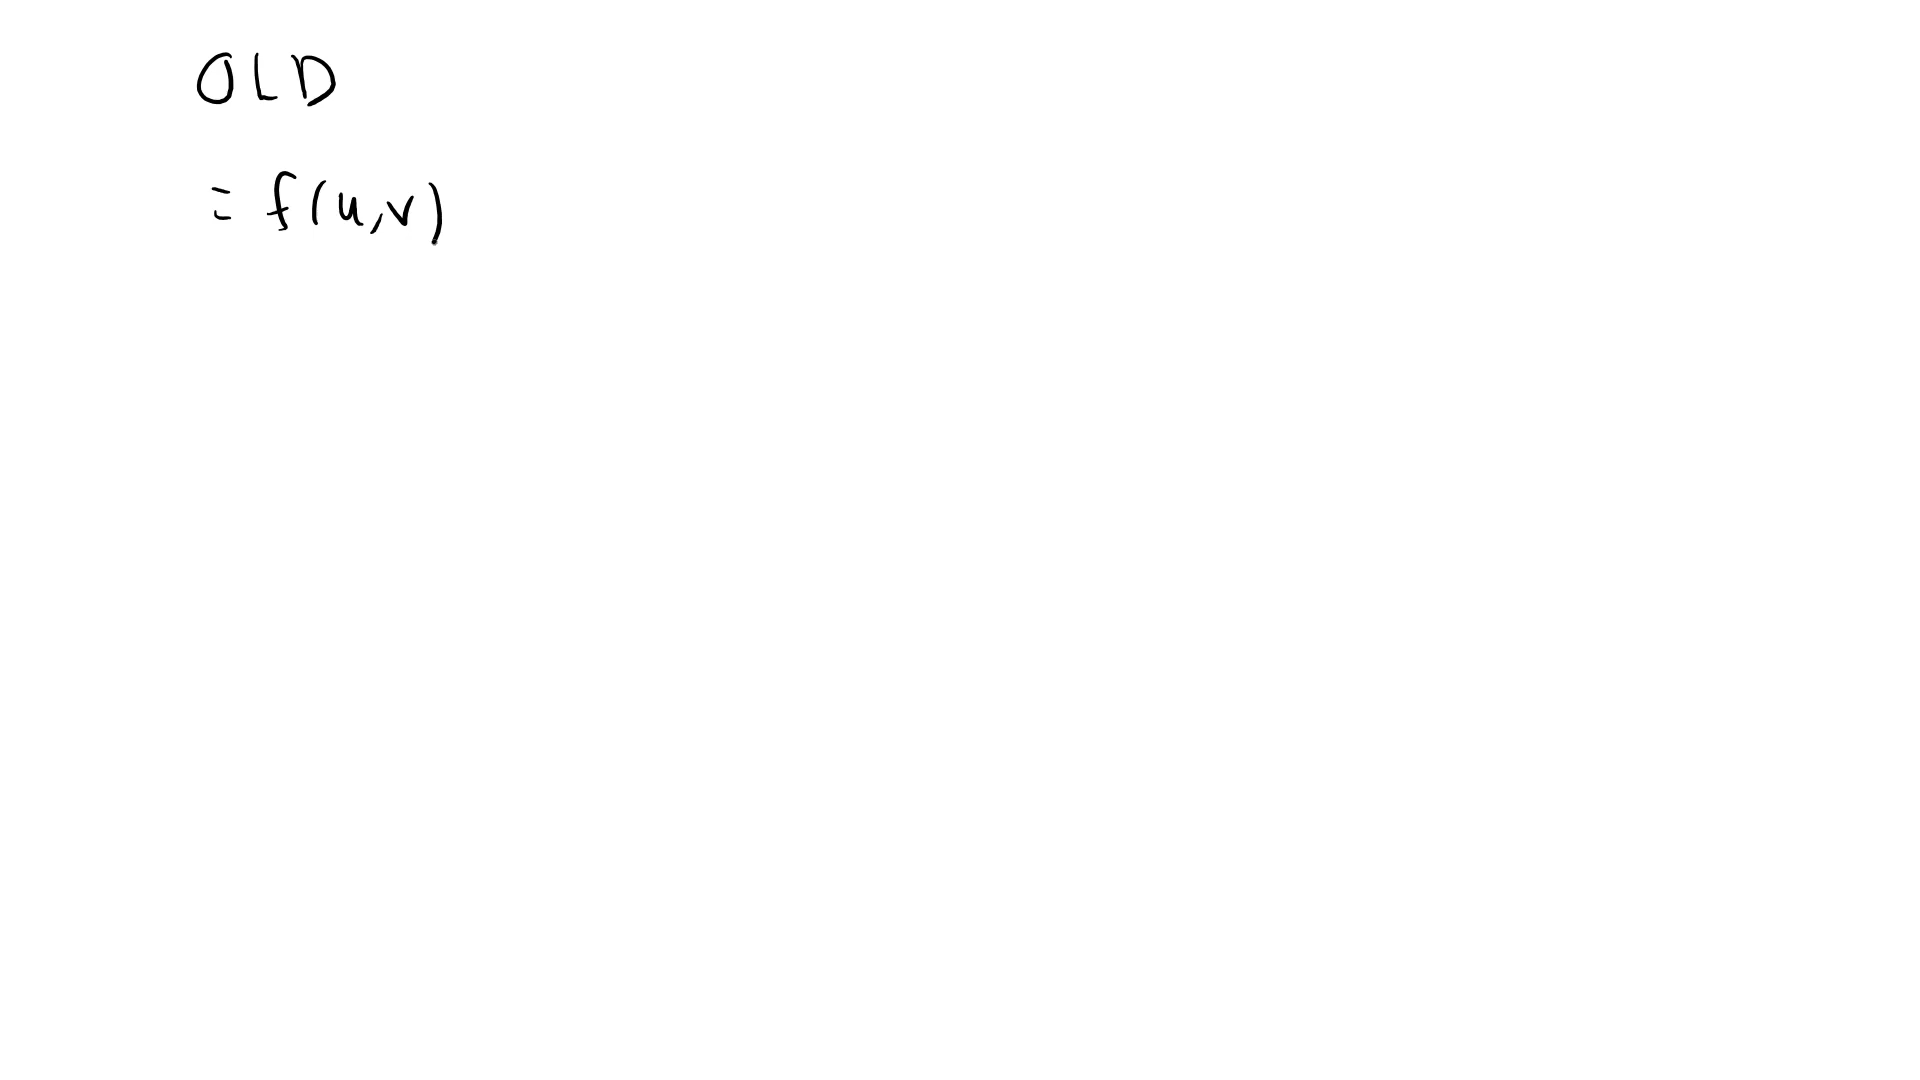 OLD
= f(u,v)